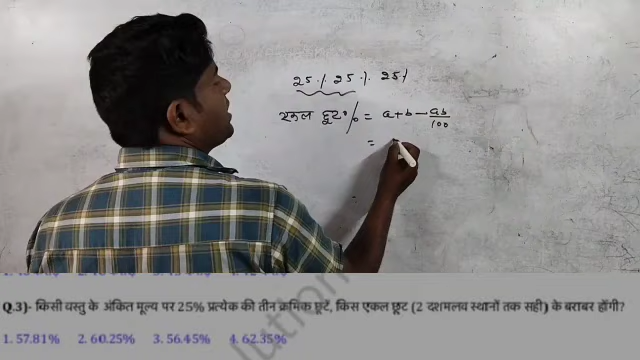 25% 25% 25%
एकल छूट% = a+b-ab/100
=
Q.3)- किसी वस्तु के अंकित मूल्य पर 25% प्रत्येक की तीन क्रमिक छूटें, किस एकल छूट (2 दशमलव स्थानों तक सही) के बराबर होंगी?
1. 57.81% 2. 60.25% 3. 56.45% 4. 62.35%